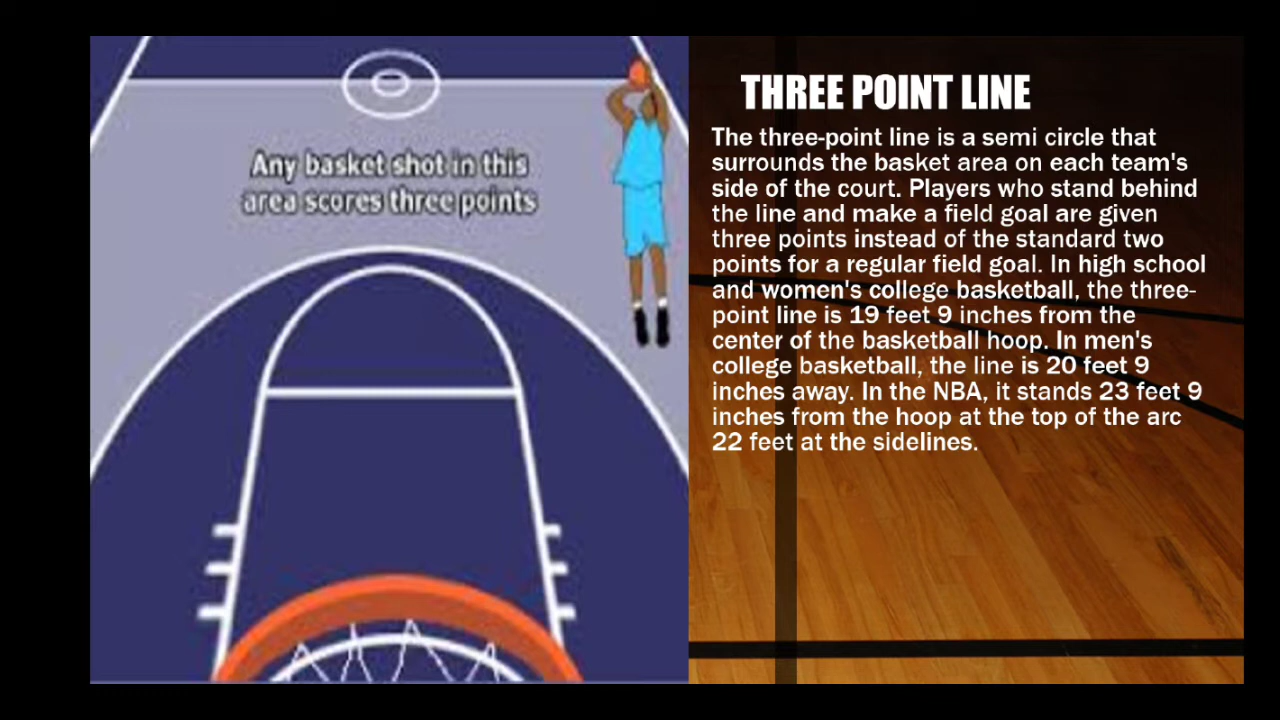 Any basket shot in this
area scores three points
THREE POINT LINE
The three-point line is a semi circle that
surrounds the basket area on each team's
side of the court. Players who stand behind
the line and make a field goal are given
three points instead of the standard two
points for a regular field goal. In high school
and women's college basketball, the three-
point line is 19 feet 9 inches from the
center of the basketball hoop. In men's
college basketball, the line is 20 feet 9
inches away. In the NBA, it stands 23 feet 9
inches from the hoop at the top of the arc
22 feet at the sidelines.